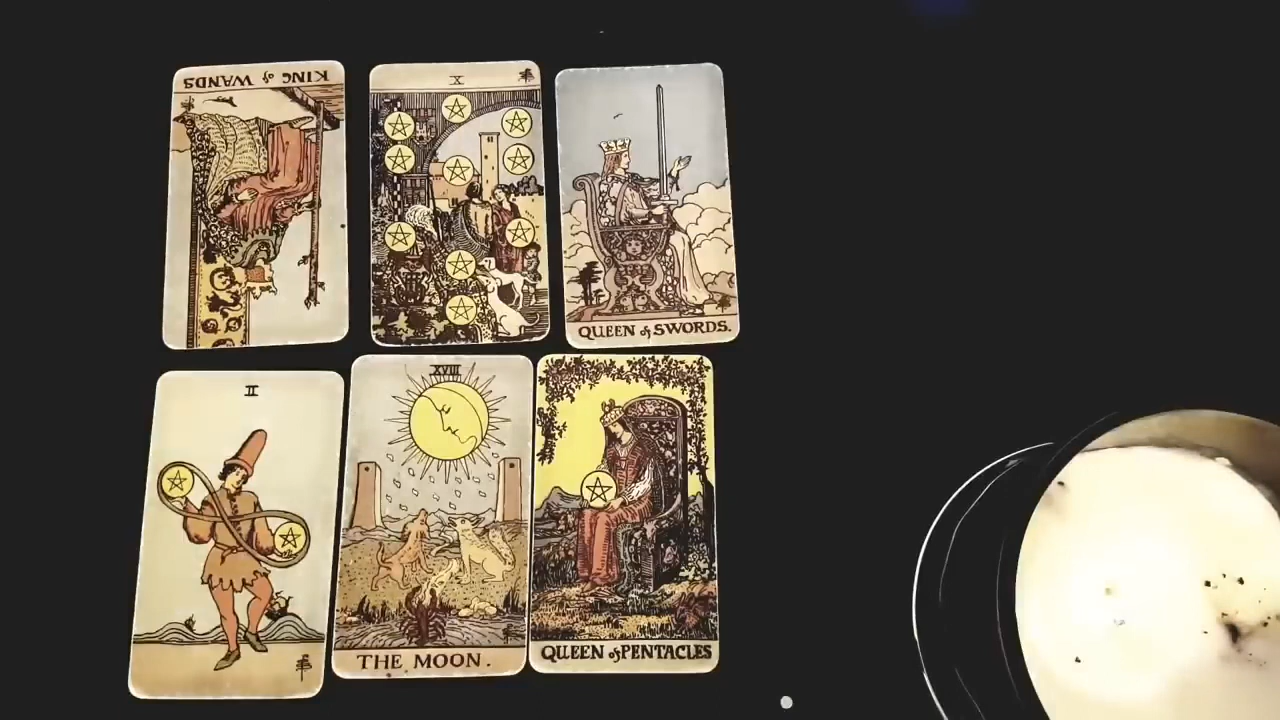 KING of WANDS
X
QUEEN of SWORDS.
II
XVIII
THE MOON.
QUEEN of PENTACLES